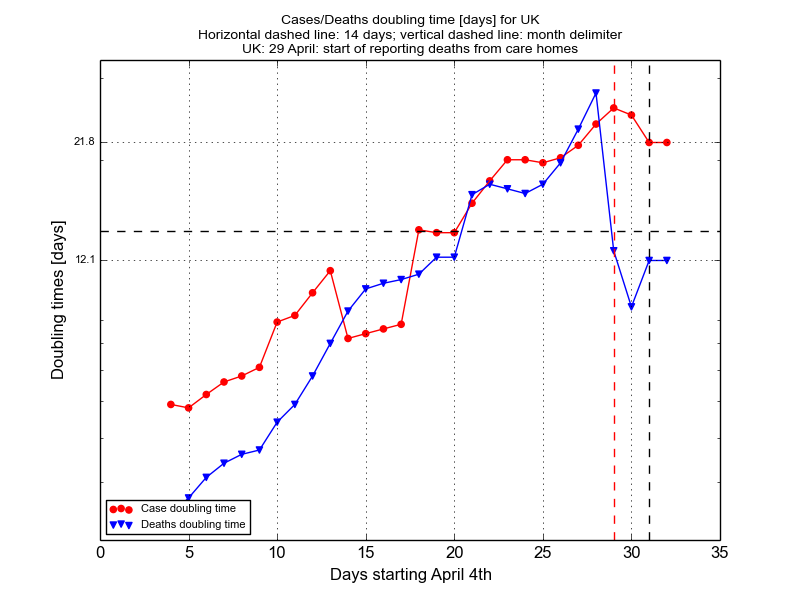 Cases/Deaths doubling time [days] for UK
Horizontal dashed line: 14 days; vertical dashed line: month delimiter
UK: 29 April: start of reporting deaths from care homes
Doubling times [days]
21.8
12.1
Case doubling time
Deaths doubling time
0 5 10 15 20 25 30 35
Days starting April 4th